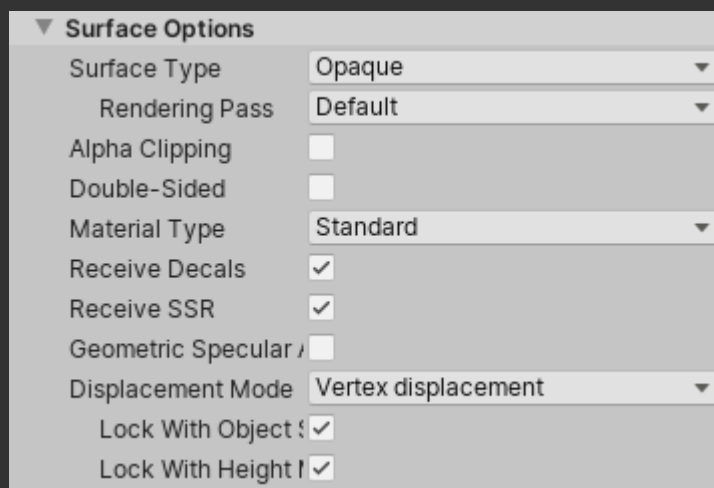 Surface Options
Surface Type Opaque
Rendering Pass Default
Alpha Clipping
Double-Sided
Material Type Standard
Receive Decals
Receive SSR
Geometric Specular
Displacement Mode Vertex displacement
Lock With Object
Lock With Height